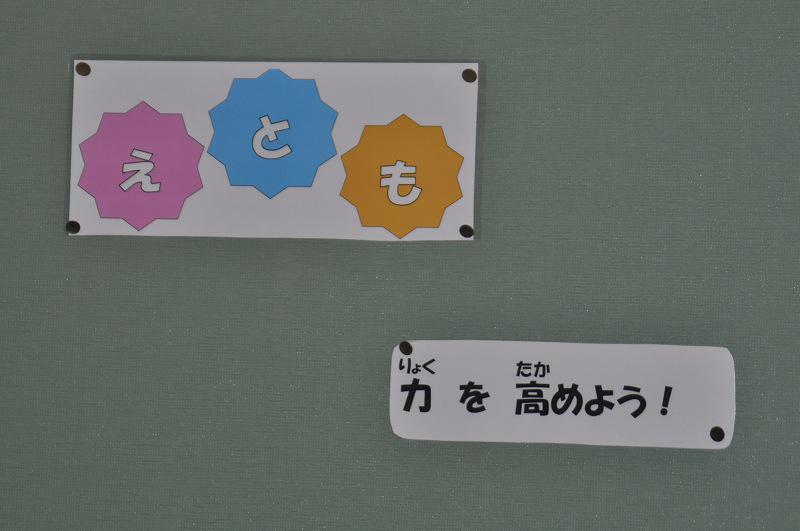 えとも
りょく たか
力を高めよう!